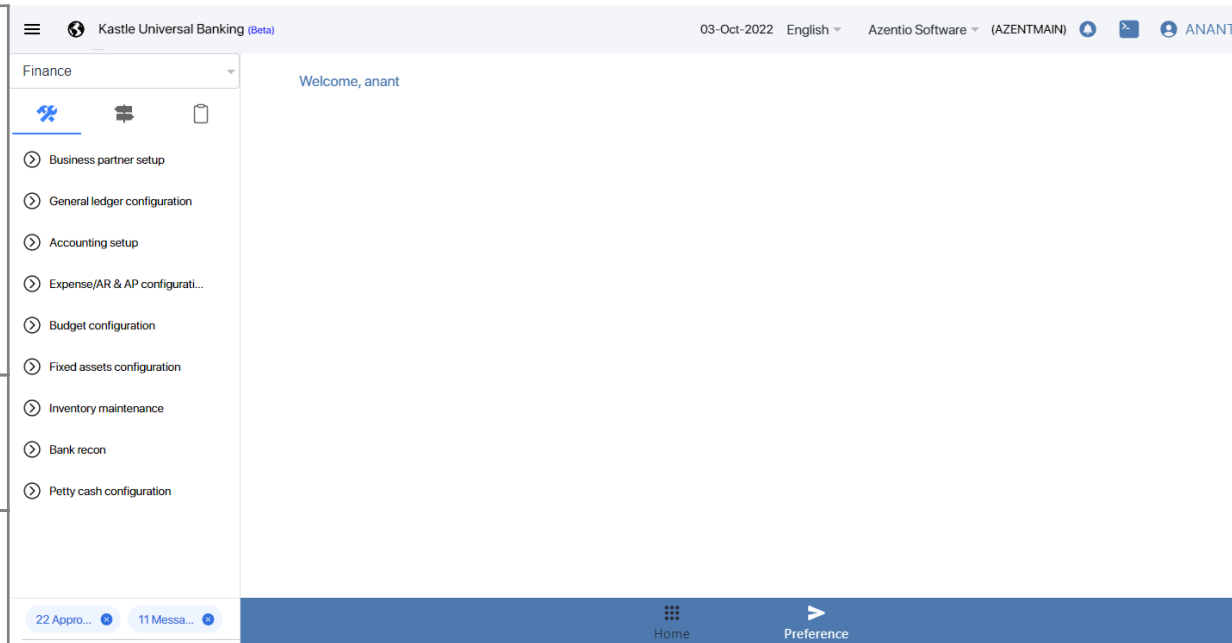 Kastle Universal Banking (Beta)
03-Oct-2022 English Azentio Software (AZENTMAIN) ANANT
Finance
Welcome, anant
Business partner setup
General ledger configuration
Accounting setup
Expense/AR & AP configurati...
Budget configuration
Fixed assets configuration
Inventory maintenance
Bank recon
Petty cash configuration
22 Appro... 11 Messa...
Home Preference